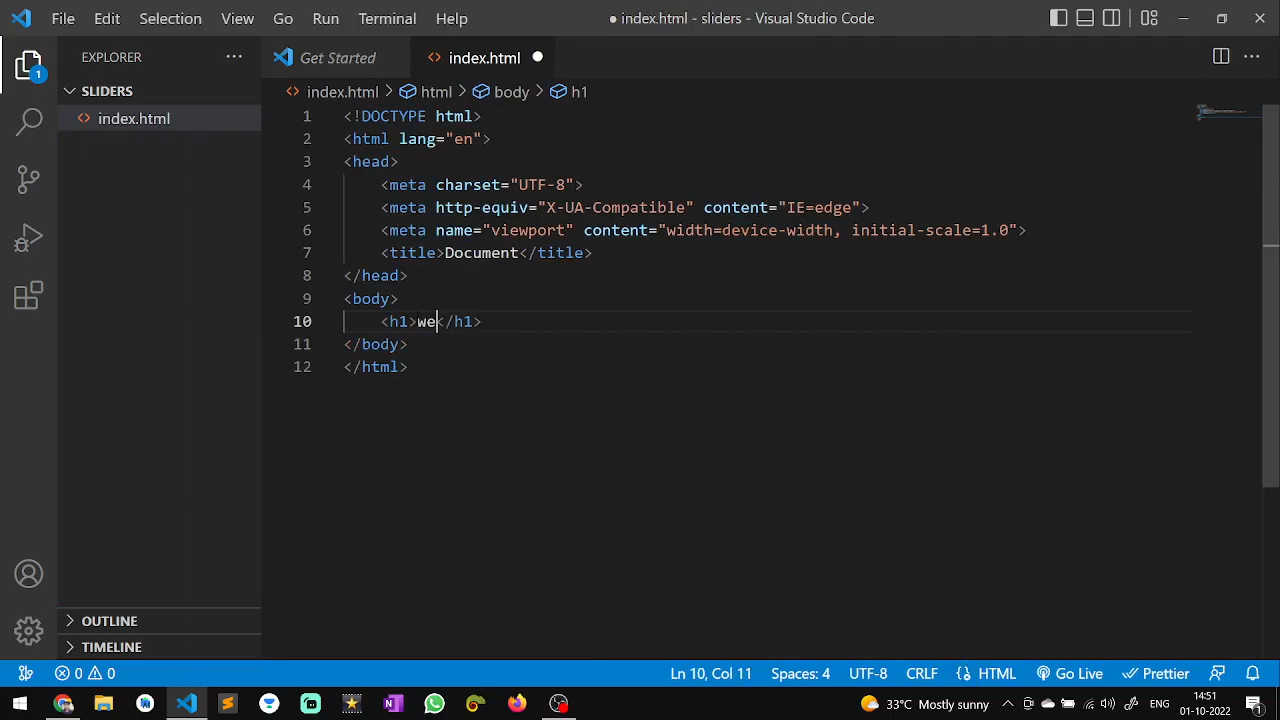 File Edit Selection View Go Run Terminal Help ● index.html - sliders - Visual Studio Code
EXPLORER ··· Get Started index.html ●
SLIDERS index.html > html > body > h1
index.html
1 <!DOCTYPE html>
2 <html lang="en">
3 <head>
4 <meta charset="UTF-8">
5 <meta http-equiv="X-UA-Compatible" content="IE=edge">
6 <meta name="viewport" content="width=device-width, initial-scale=1.0">
7 <title>Document</title>
8 </head>
9 <body>
10 <h1>we</h1>
11 </body>
12 </html>
1
OUTLINE
TIMELINE
0 0 Ln 10, Col 11 Spaces: 4 UTF-8 CRLF {} HTML Go Live Prettier
33°C Mostly sunny ENG 14:51
01-10-2022 1